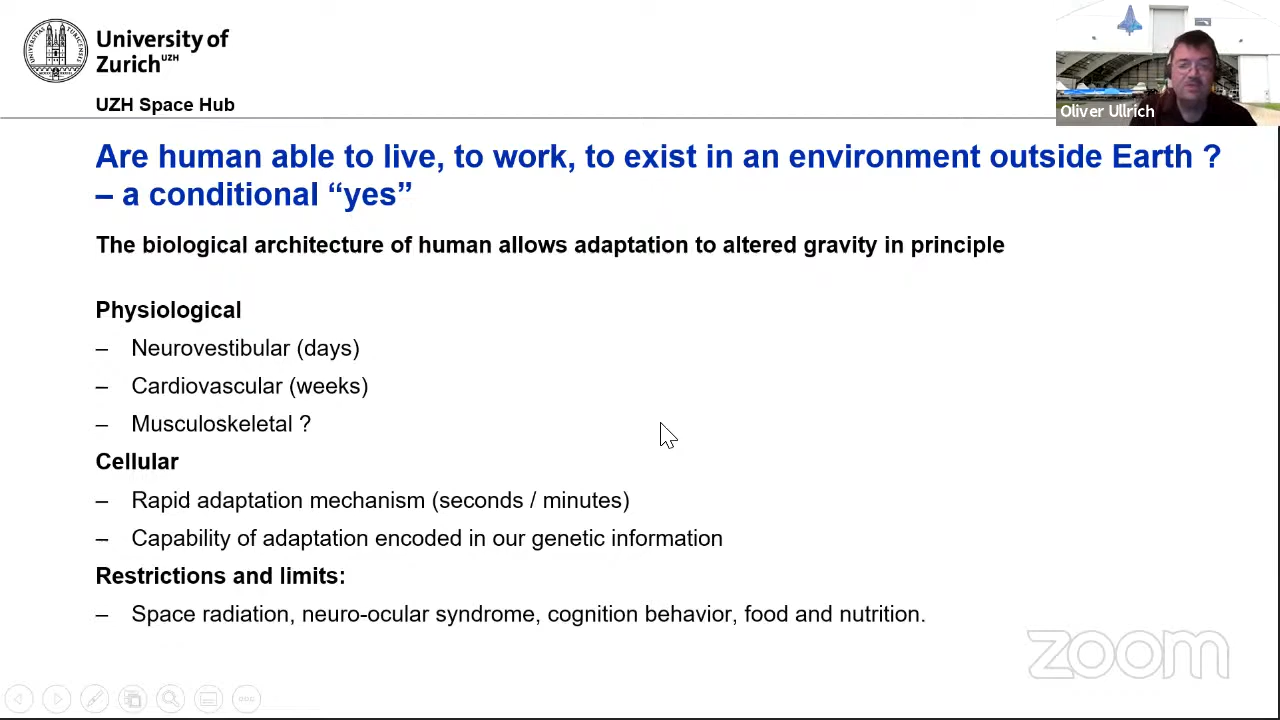 University of
Zurich UZH
UZH Space Hub
Oliver Ullrich
Are human able to live, to work, to exist in an environment outside Earth ?
– a conditional “yes”
The biological architecture of human allows adaptation to altered gravity in principle
Physiological
– Neurovestibular (days)
– Cardiovascular (weeks)
– Musculoskeletal ?
Cellular
– Rapid adaptation mechanism (seconds / minutes)
– Capability of adaptation encoded in our genetic information
Restrictions and limits:
– Space radiation, neuro-ocular syndrome, cognition behavior, food and nutrition.
zoom